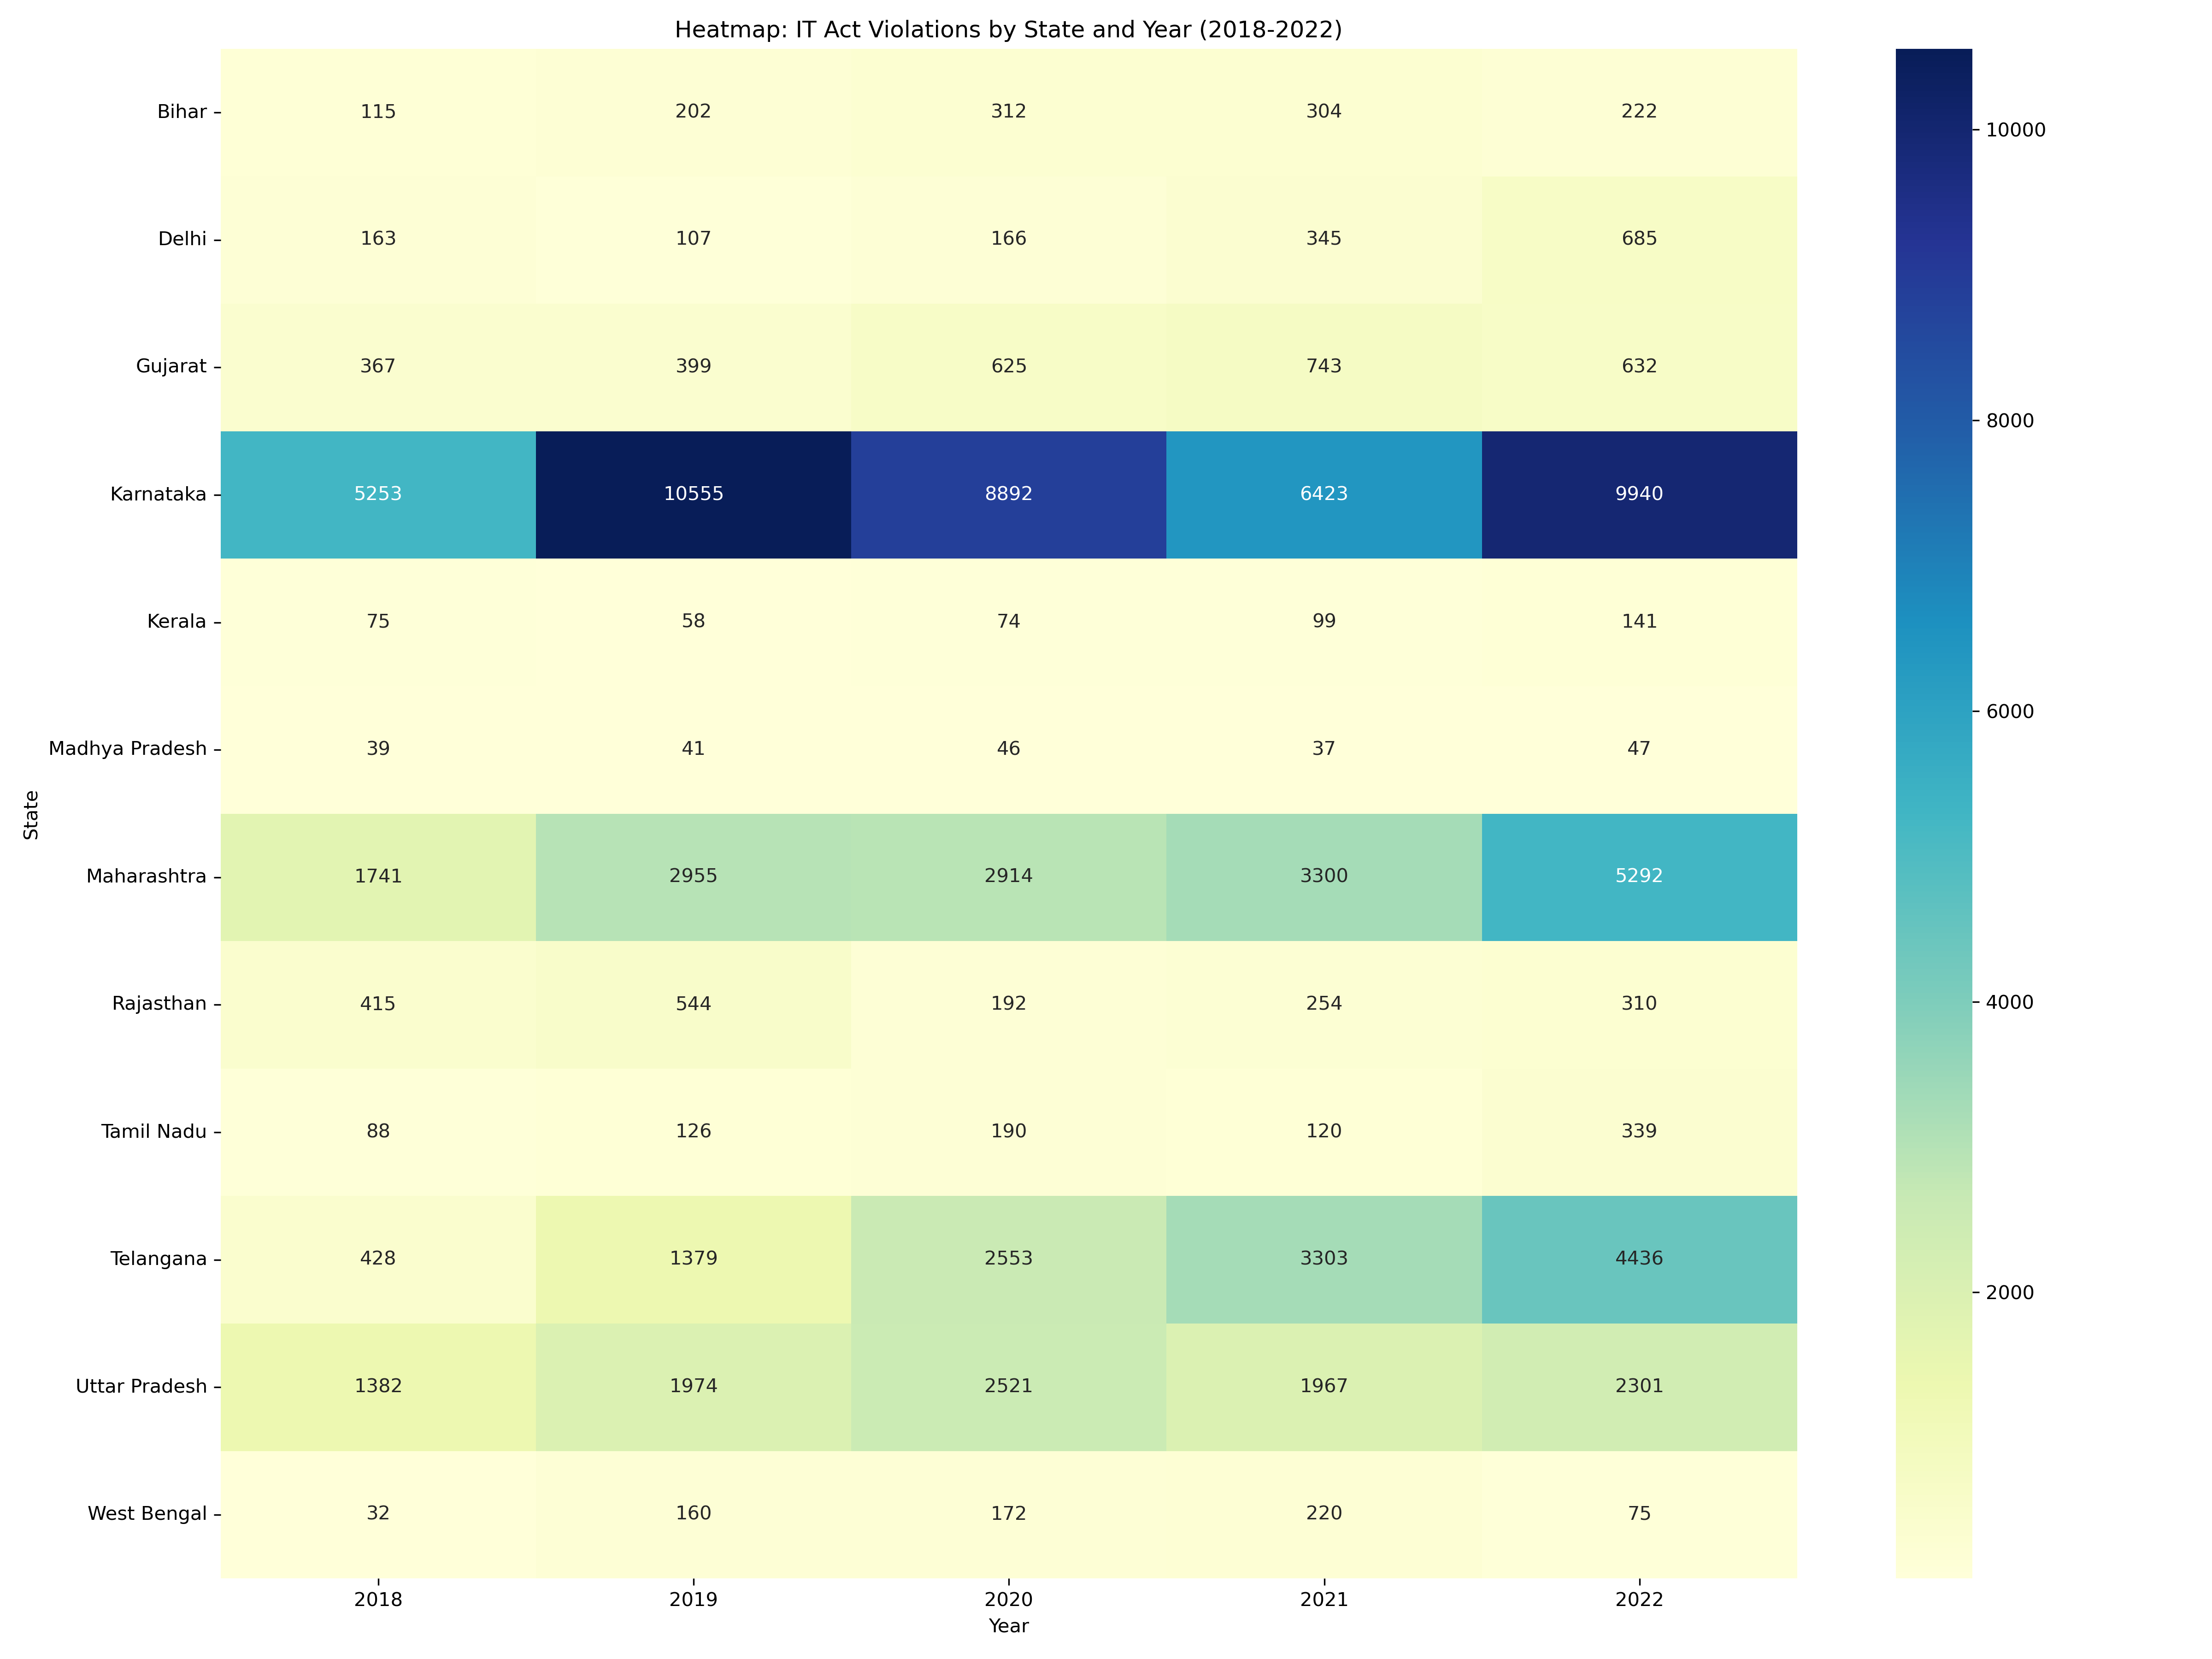 Heatmap: IT Act Violations by State and Year (2018-2022)
Bihar 115 202 312 304 222
10000
Delhi 163 107 166 345 685
Gujarat 367 399 625 743 632
8000
Karnataka 5253 10555 8892 6423 9940
Kerala 75 58 74 99 141
6000
Madhya Pradesh 39 41 46 37 47
State
Maharashtra 1741 2955 2914 3300 5292
Rajasthan 415 544 192 254 310
4000
Tamil Nadu 88 126 190 120 339
Telangana 428 1379 2553 3303 4436
2000
Uttar Pradesh 1382 1974 2521 1967 2301
West Bengal 32 160 172 220 75
2018 2019 2020 2021 2022
Year